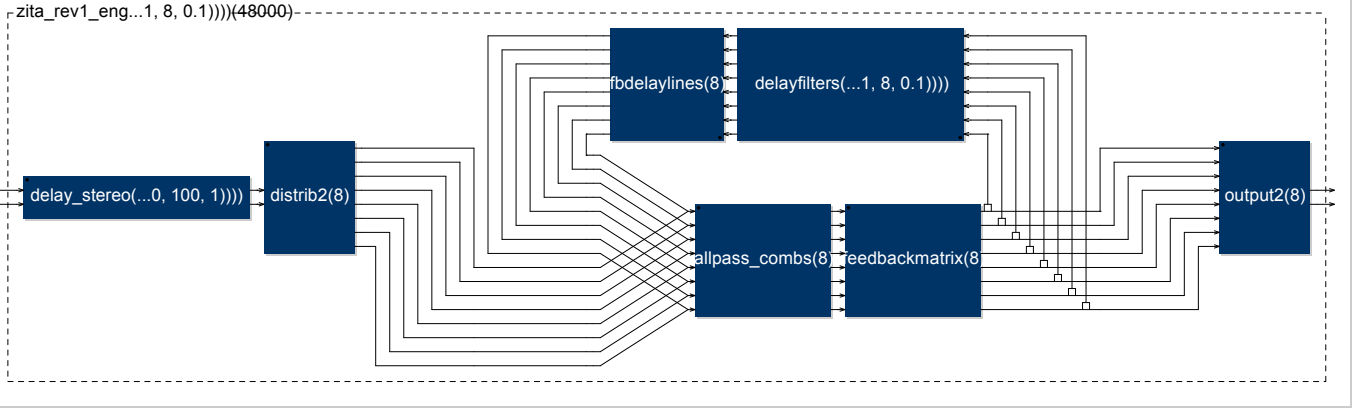 zita_rev1_eng...1, 8, 0.1))))(48000)
fbdelaylines(8)
delayfilters(...1, 8, 0.1))))
delay_stereo(...0, 100, 1))))
distrib2(8)
output2(8)
allpass_combs(8)
feedbackmatrix(8